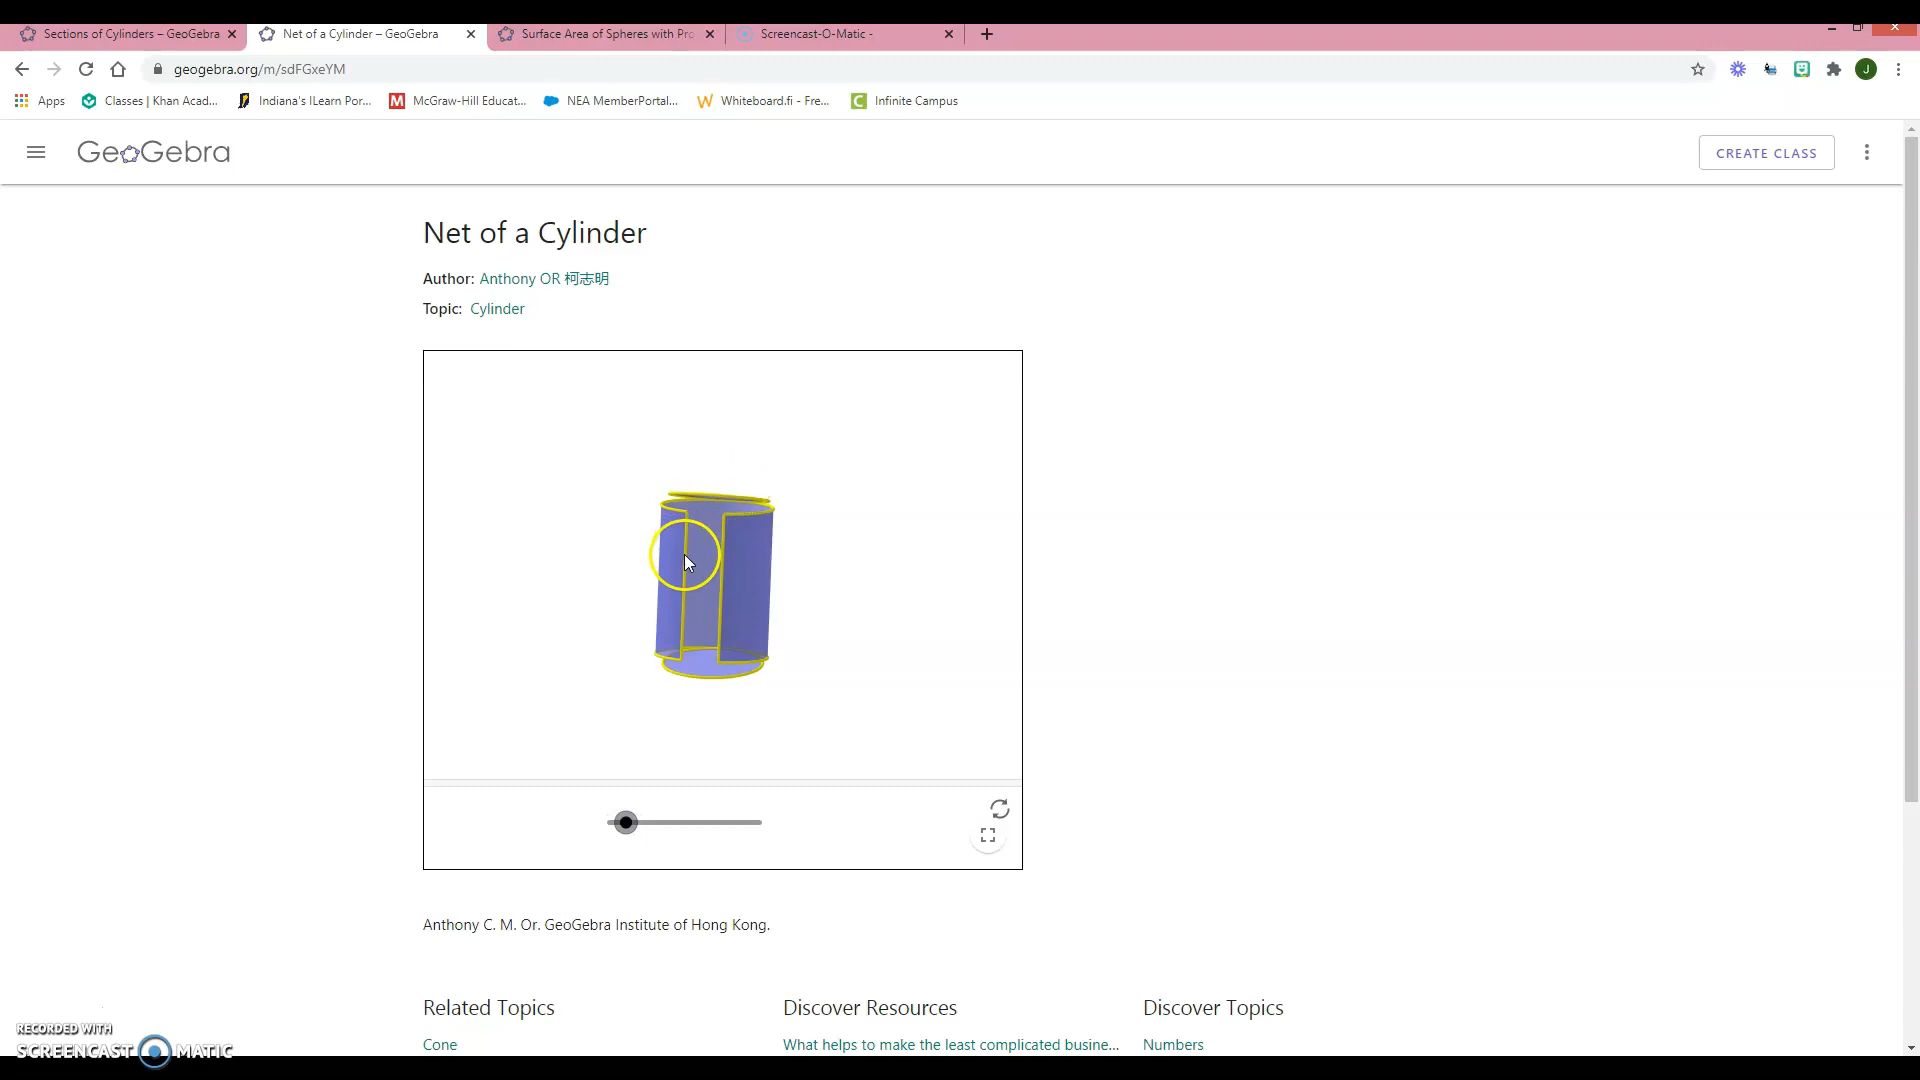 Sections of Cylinders – GeoGebra
Net of a Cylinder – GeoGebra
Surface Area of Spheres with Pro
Screencast-O-Matic -
geogebra.org/m/sdFGxeYM
J
Apps
Classes | Khan Acad...
Indiana's ILearn Por...
McGraw-Hill Educat...
NEA MemberPortal...
Whiteboard.fi - Fre...
Infinite Campus
GeoGebra
CREATE CLASS
Net of a Cylinder
Author: Anthony OR 柯志明
Topic: Cylinder
Anthony C. M. Or. GeoGebra Institute of Hong Kong.
Related Topics
Discover Resources
Discover Topics
Cone
What helps to make the least complicated busine...
Numbers
RECORDED WITH
SCREENCAST MATIC